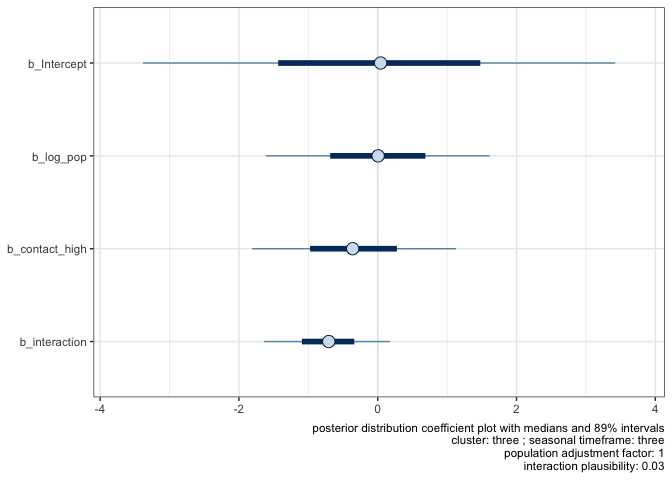 b_Intercept
b_log_pop
b_contact_high
b_interaction
-4 -2 0 2 4
posterior distribution coefficient plot with medians and 89% intervals
cluster: three ; seasonal timeframe: three
population adjustment factor: 1
interaction plausibility: 0.03